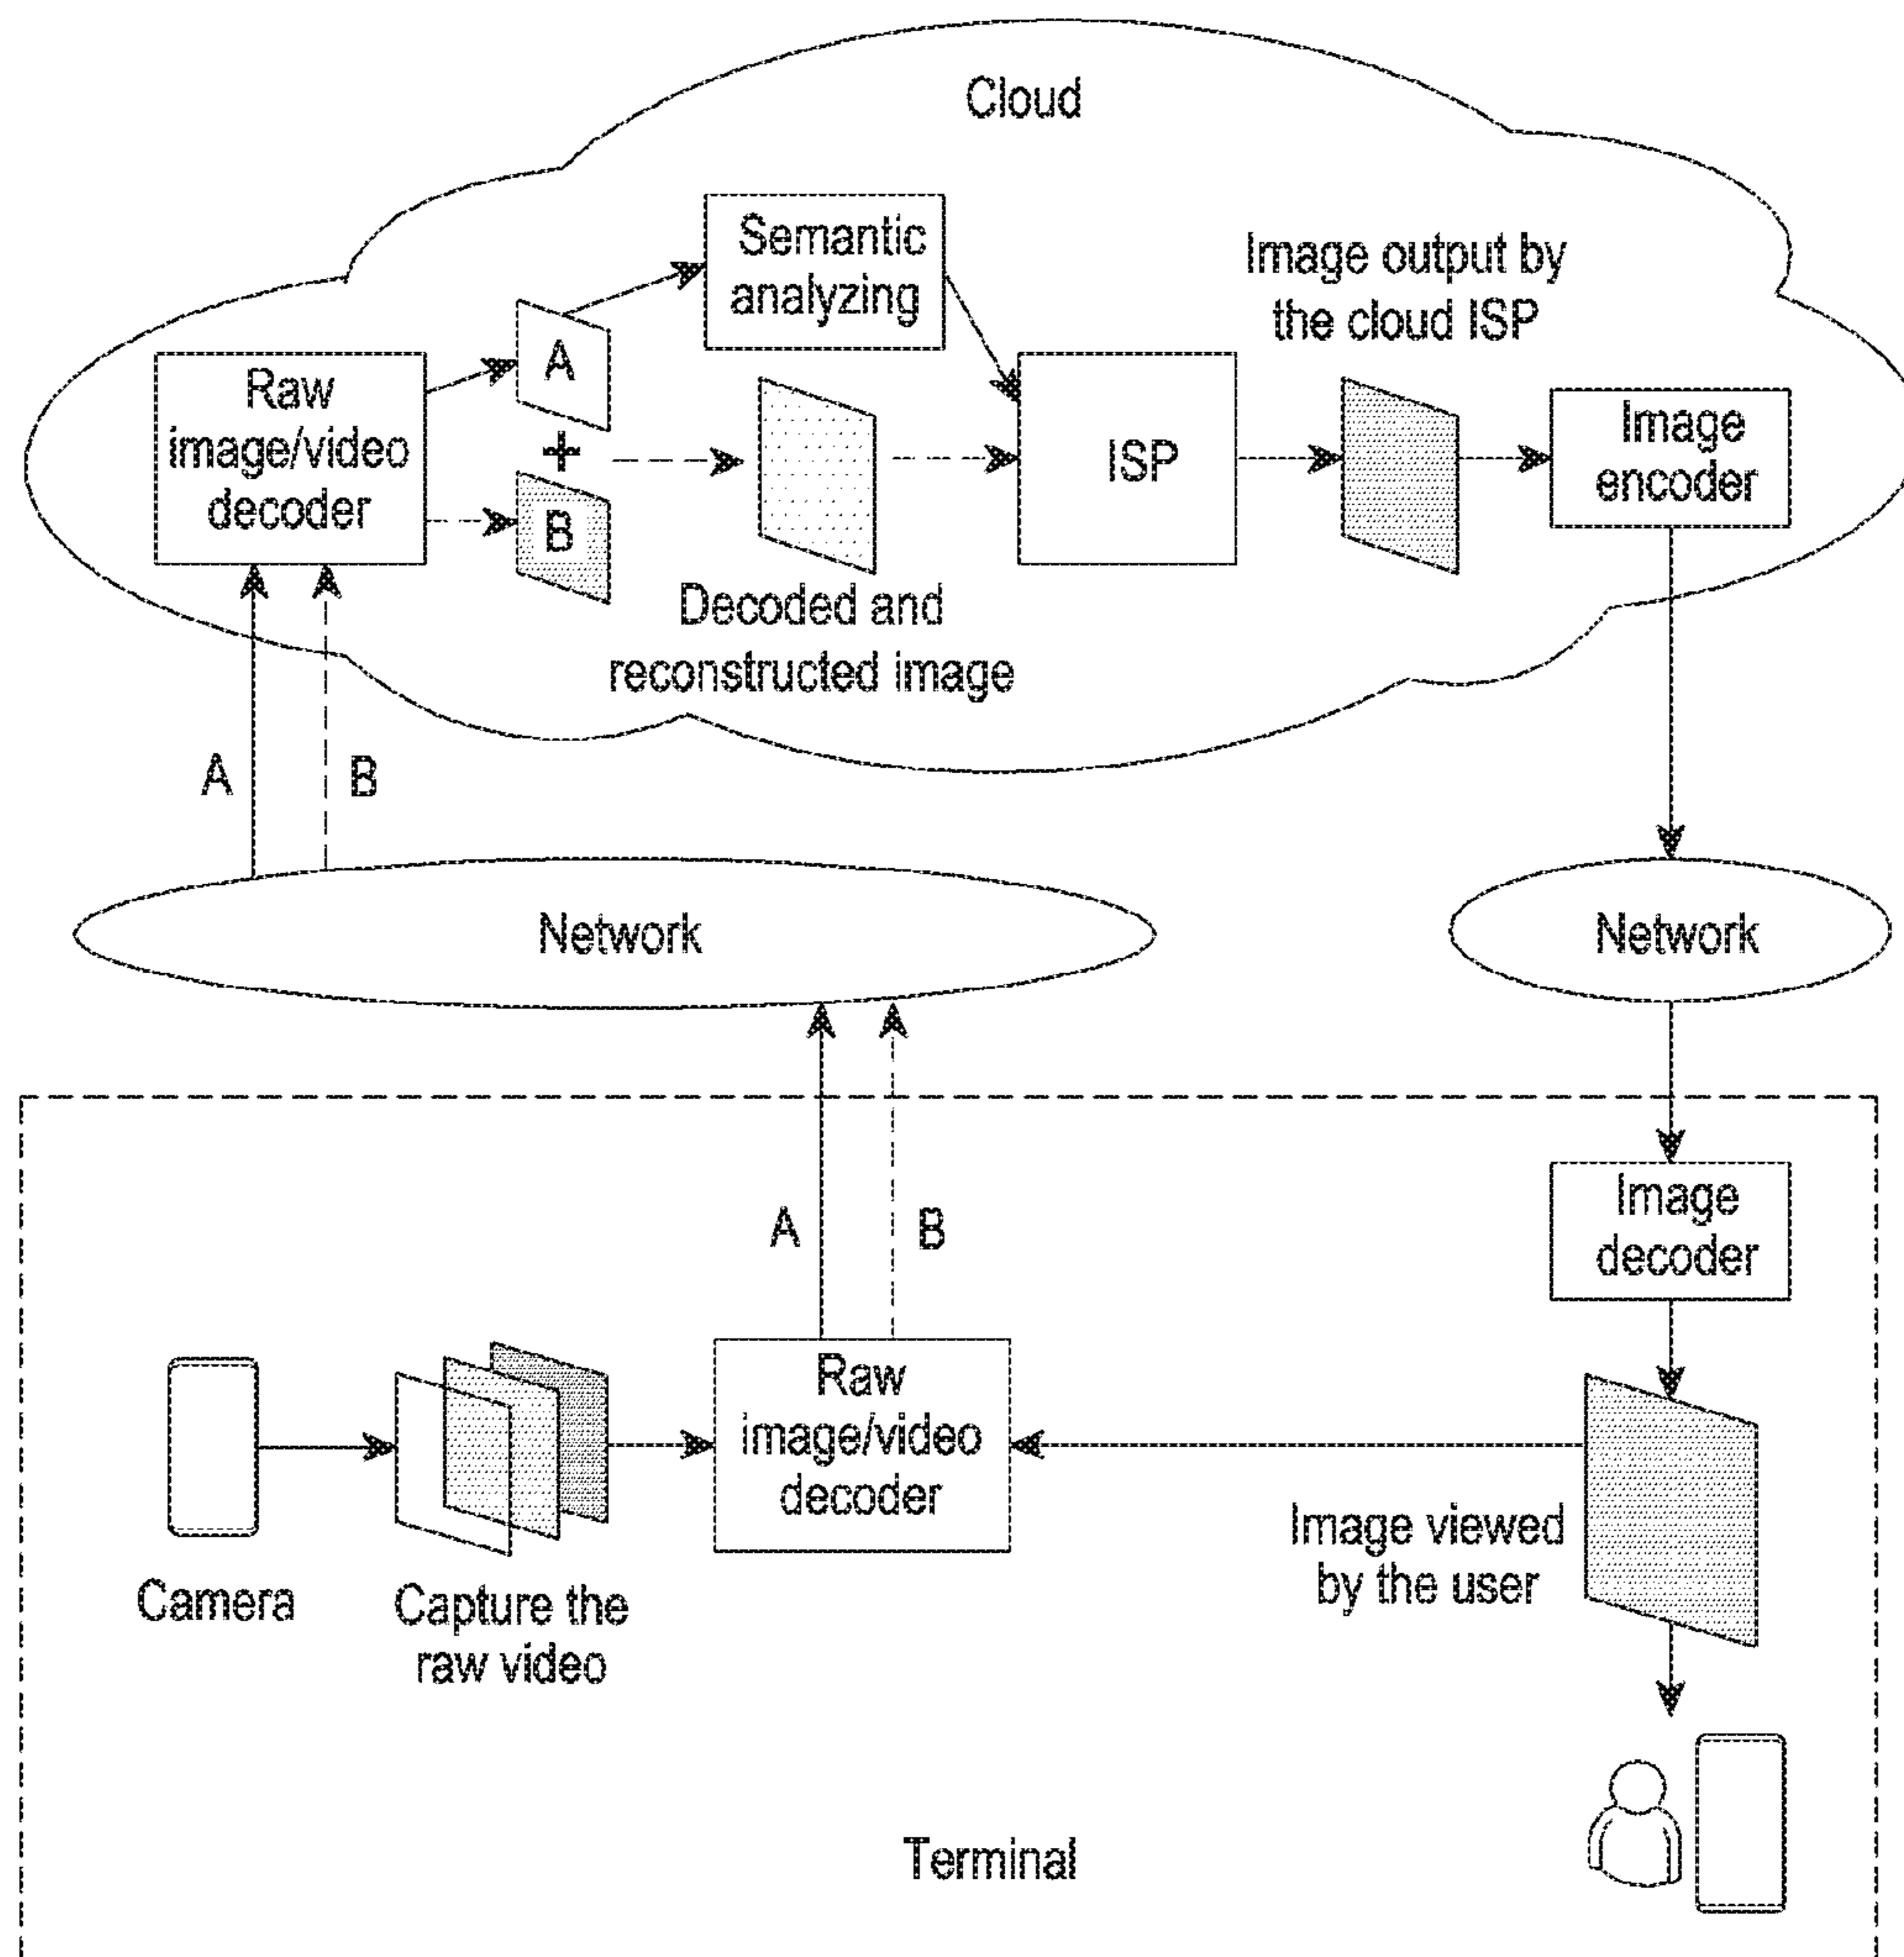 Cloud
Semantic
analyzing
Image output by
the cloud ISP
Raw
image/video
decoder
A
+
B
Decoded and
reconstructed image
ISP
Image
encoder
A
B
Network
Network
A
B
Image
decoder
Raw
image/video
decoder
Camera
Capture the
raw video
Image viewed
by the user
Terminal